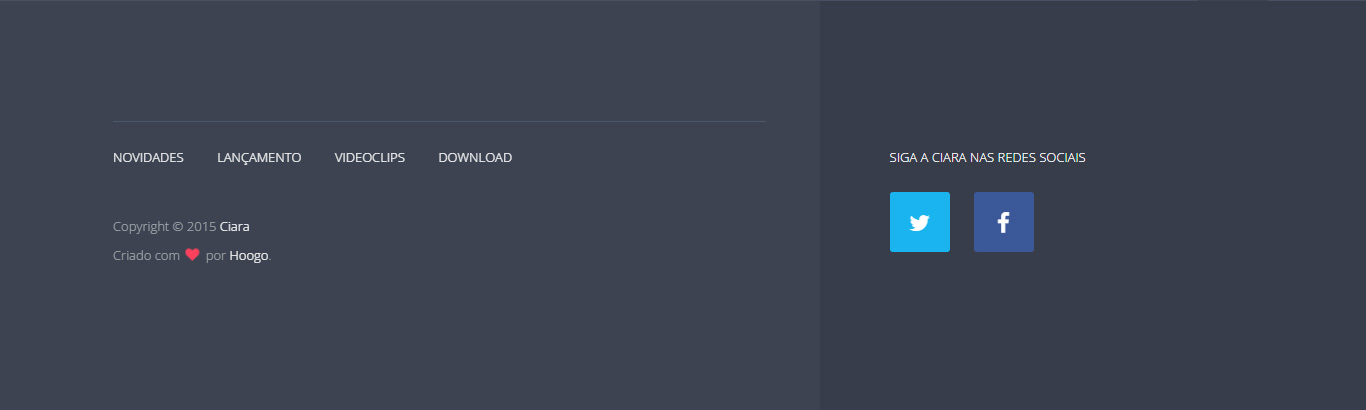 NOVIDADES LANÇAMENTO VIDEOCLIPS DOWNLOAD
Copyright © 2015 Ciara
Criado com ❤ por Hoogo.
SIGA A CIARA NAS REDES SOCIAIS